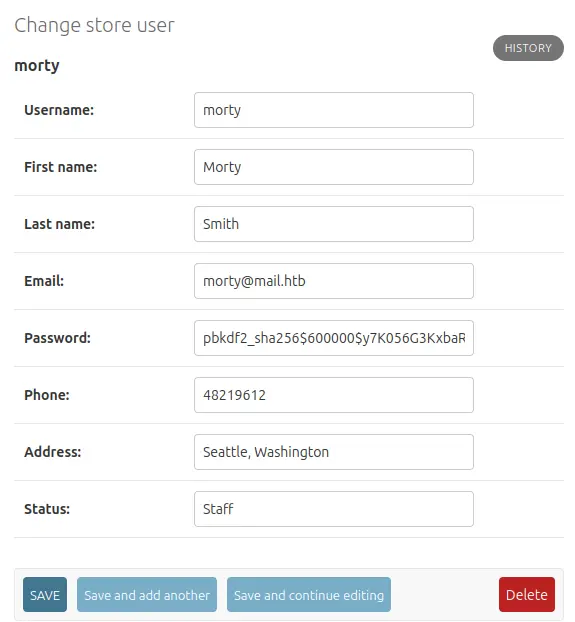 Change store user
HISTORY
morty
Username: morty
First name: Morty
Last name: Smith
Email: morty@mail.htb
Password: pbkdf2_sha256$600000$y7K056G3KxbaR
Phone: 48219612
Address: Seattle, Washington
Status: Staff
SAVE Save and add another Save and continue editing Delete